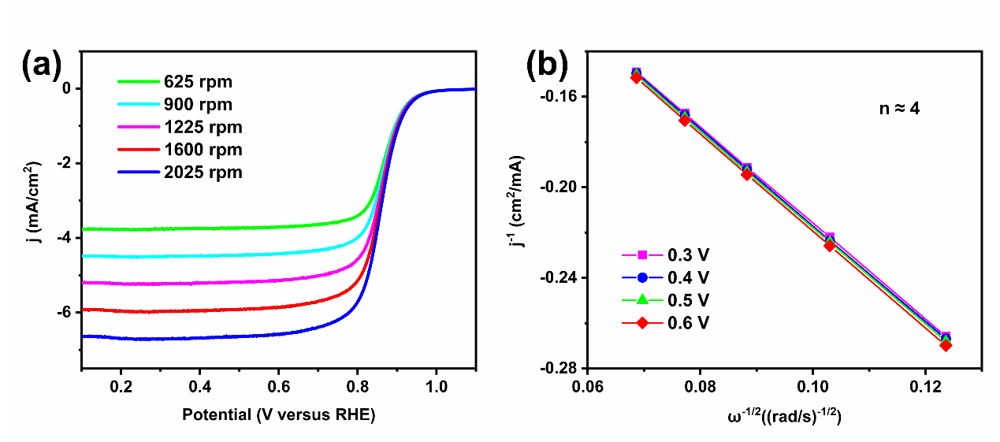 (a)
625 rpm
900 rpm
1225 rpm
1600 rpm
2025 rpm
0
-2
-4
-6
j (mA/cm²)
0.2 0.4 0.6 0.8 1.0
Potential (V versus RHE)
(b)
n ≈ 4
-0.16
-0.20
-0.24
-0.28
j⁻¹ (cm²/mA)
0.3 V
0.4 V
0.5 V
0.6 V
0.06 0.08 0.10 0.12
ω⁻¹/²((rad/s)⁻¹/²)